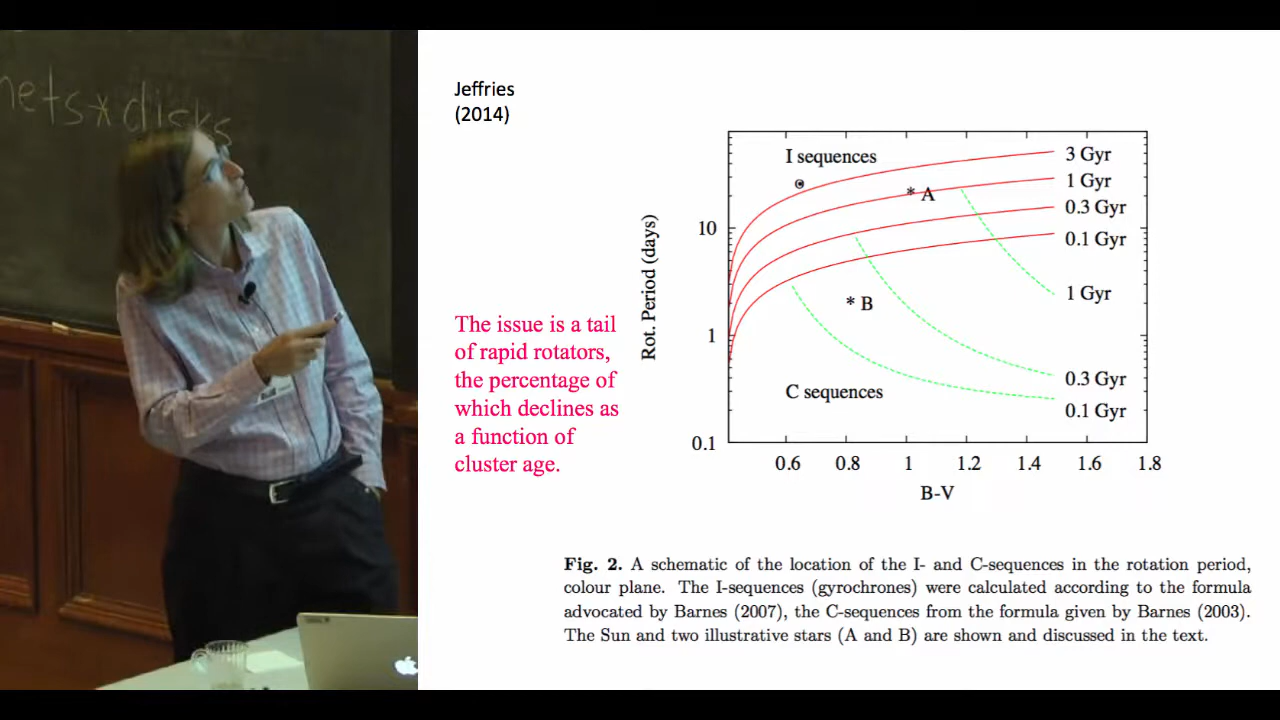 nets*disks
Jeffries
(2014)
The issue is a tail
of rapid rotators,
the percentage of
which declines as
a function of
cluster age.
Rot. Period (days)
10
1
0.1
I sequences
A
B
C sequences
3 Gyr
1 Gyr
0.3 Gyr
0.1 Gyr
1 Gyr
0.3 Gyr
0.1 Gyr
0.6 0.8 1 1.2 1.4 1.6 1.8
B-V
Fig. 2. A schematic of the location of the I- and C-sequences in the rotation period,
colour plane. The I-sequences (gyrochrones) were calculated according to the formula
advocated by Barnes (2007), the C-sequences from the formula given by Barnes (2003).
The Sun and two illustrative stars (A and B) are shown and discussed in the text.